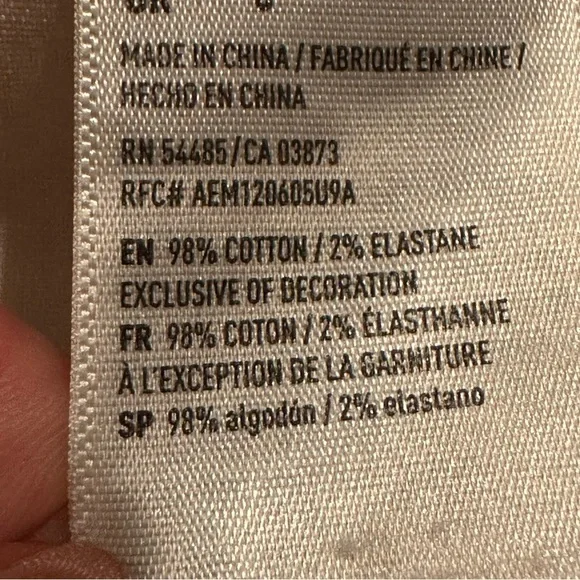 MADE IN CHINA / FABRIQUÉ EN CHINE /
HECHO EN CHINA
RN 54485/CA 03873
RFC# AEM120605U9A
EN 98% COTTON / 2% ELASTANE
EXCLUSIVE OF DECORATION
FR 98% COTON / 2% ÉLASTHANNE
À L'EXCEPTION DE LA GARNITURE
SP 98% algodón / 2% elastano